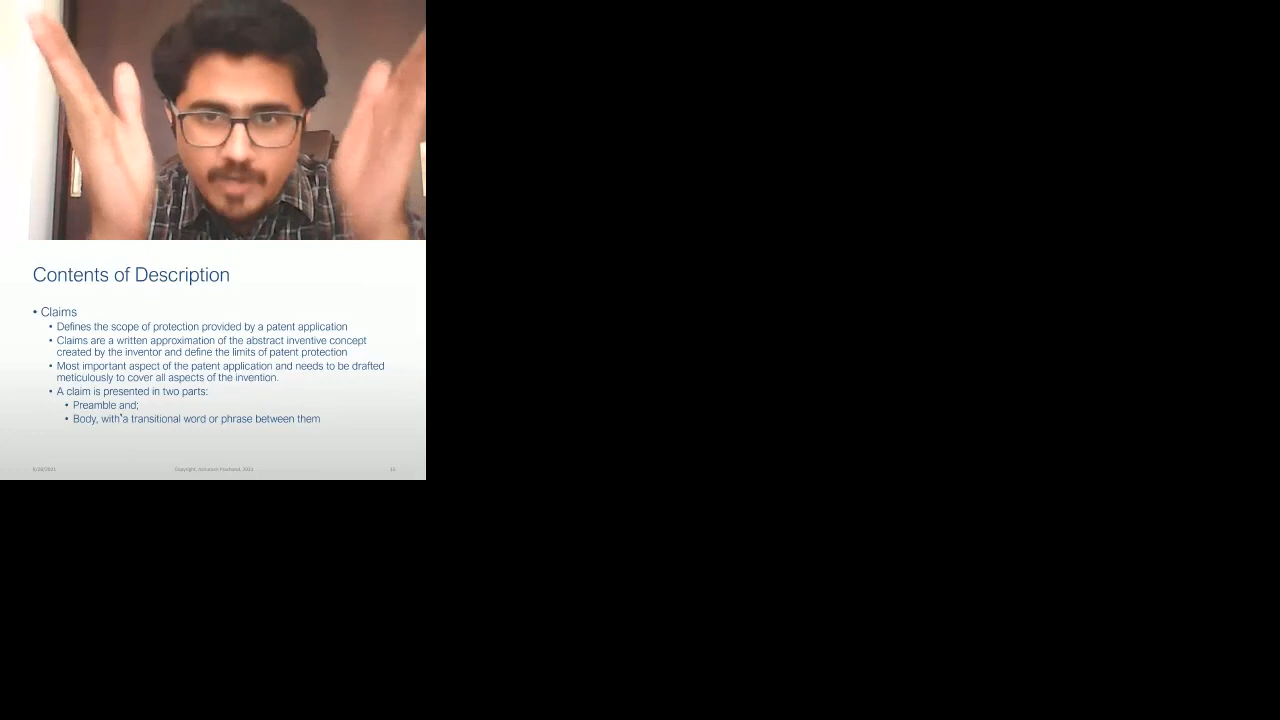 Contents of Description
• Claims
• Defines the scope of protection provided by a patent application
• Claims are a written approximation of the abstract inventive concept
created by the inventor and define the limits of patent protection
• Most important aspect of the patent application and needs to be drafted
meticulously to cover all aspects of the invention.
• A claim is presented in two parts:
• Preamble and;
• Body, with a transitional word or phrase between them
Copyright,